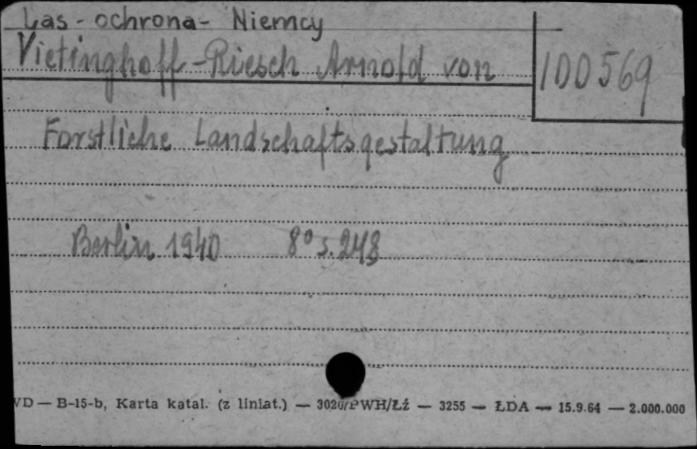 Las - ochrona - Niemcy
Vietinghoff-Riesch Arnold von
100569
Forstliche Landschaftsgestaltung
Berlin 1940 8° s. 248
VD — B-15-b, Karta katal. (z liniat.) — 3020/PWH/Łź — 3255 — ŁDA — 15.9.64 — 2.000.000